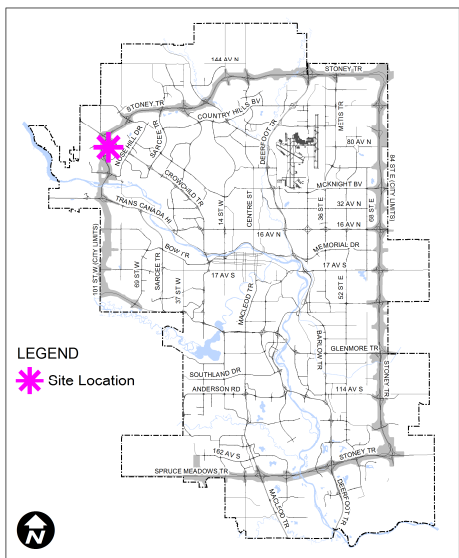 144 AV N
STONEY TR
STONEY TR
COUNTRY HILLS BV
METIS TR
SARCEE TR
NOSE HILL DR
DEERFOOT TR
80 AV N
CROWCHILD TR
MCKNIGHT BV
84 ST E (CITY LIMITS)
68 ST E
36 ST E
32 AV N
TRANS CANADA HI
14 ST W
CENTRE ST
16 AV N
16 AV N
101 ST W (CITY LIMITS)
BOW TR
MEMORIAL DR
69 ST W
SARCEE TR
37 ST W
17 AV S
17 AV S
52 ST E
MACLEOD TR
BARLOW TR
GLENMORE TR
LEGEND
Site Location
SOUTHLAND DR
ANDERSON RD
114 AV S
STONEY TR
162 AV S
STONEY TR
SPRUCE MEADOWS TR
MACLEOD TR
DEERFOOT TR
N